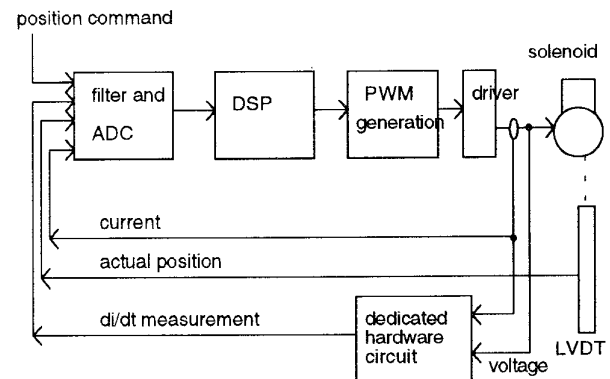 position command
solenoid
filter and
ADC
DSP
PWM
generation
driver
current
actual position
di/dt measurement
dedicated
hardware
circuit
voltage
LVDT